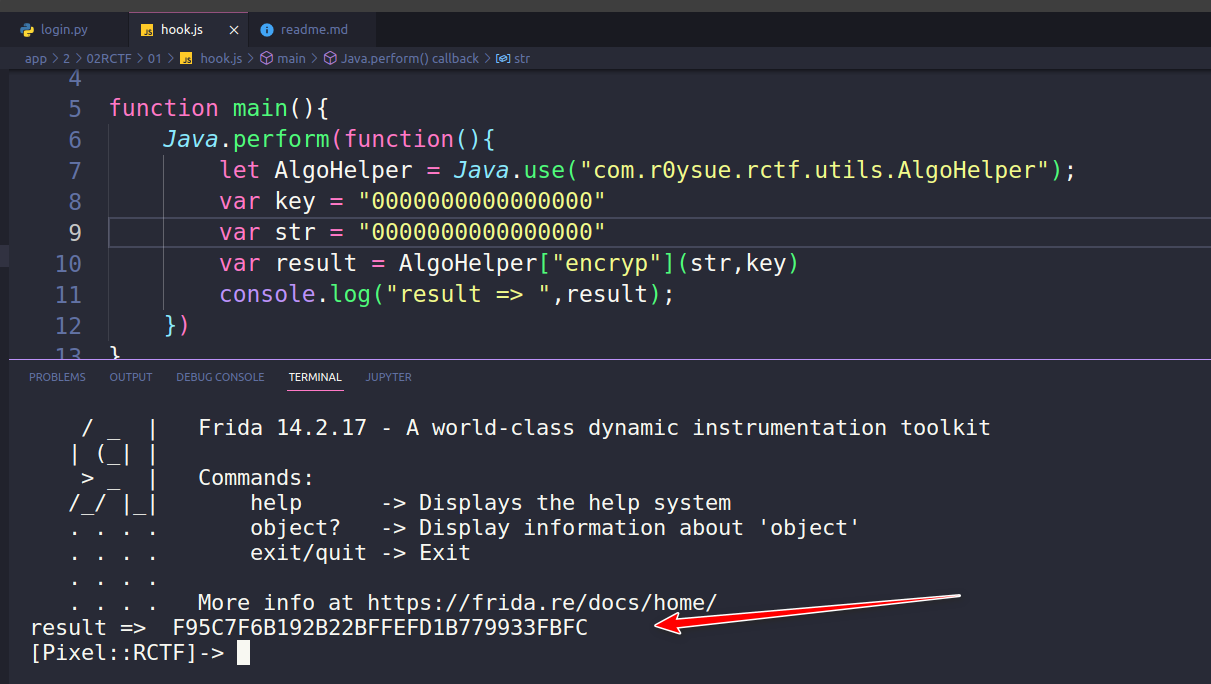 login.py hook.js × readme.md
app > 2 > 02RCTF > 01 > hook.js > main > Java.perform() callback > str
4
5 function main(){
6 Java.perform(function(){
7 let AlgoHelper = Java.use("com.r0ysue.rctf.utils.AlgoHelper");
8 var key = "0000000000000000"
9 var str = "0000000000000000"
10 var result = AlgoHelper["encryp"](str,key)
11 console.log("result => ",result);
12 })
13 }
PROBLEMS OUTPUT DEBUG CONSOLE TERMINAL JUPYTER
/ _ | Frida 14.2.17 - A world-class dynamic instrumentation toolkit
| (_| |
> _ | Commands:
/_/ |_| help -> Displays the help system
. . . . object? -> Display information about 'object'
. . . . exit/quit -> Exit
. . . .
. . . . More info at https://frida.re/docs/home/
result => F95C7F6B192B22BFFEFD1B779933FBFC
[Pixel::RCTF]->